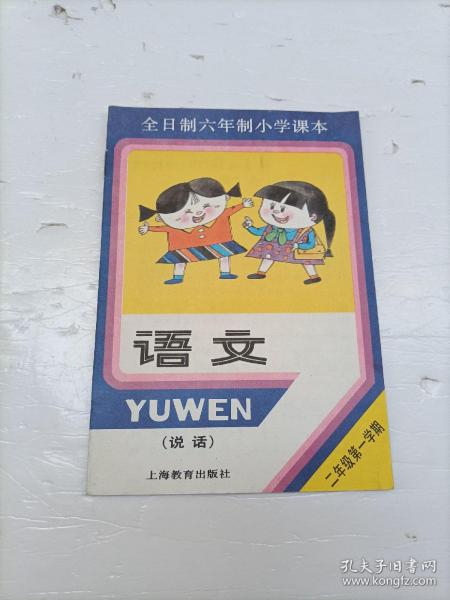 全日制六年制小学课本
语文
YUWEN
(说话)
上海教育出版社
二年级第一学期
孔夫子旧书网
www.kongfz.com